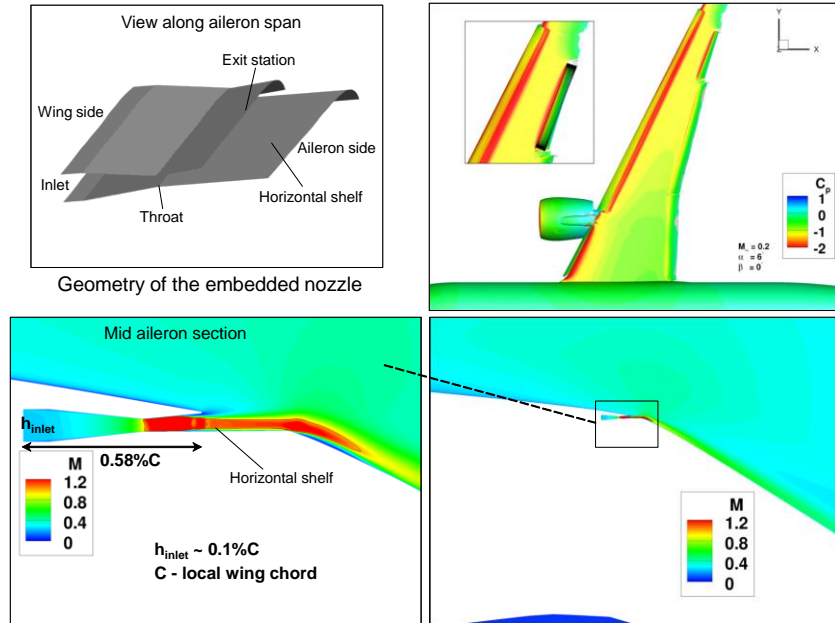 View along aileron span
Exit station
Wing side
Aileron side
Inlet
Horizontal shelf
Throat
Geometry of the embedded nozzle
Y
Z
X
Cp
1
0
-1
-2
M∞ = 0.2
α = 6°
β = 0°
Mid aileron section
hinlet
0.58%C
Horizontal shelf
M
1.2
0.8
0.4
0
hinlet ~ 0.1%C
C - local wing chord
M
1.2
0.8
0.4
0